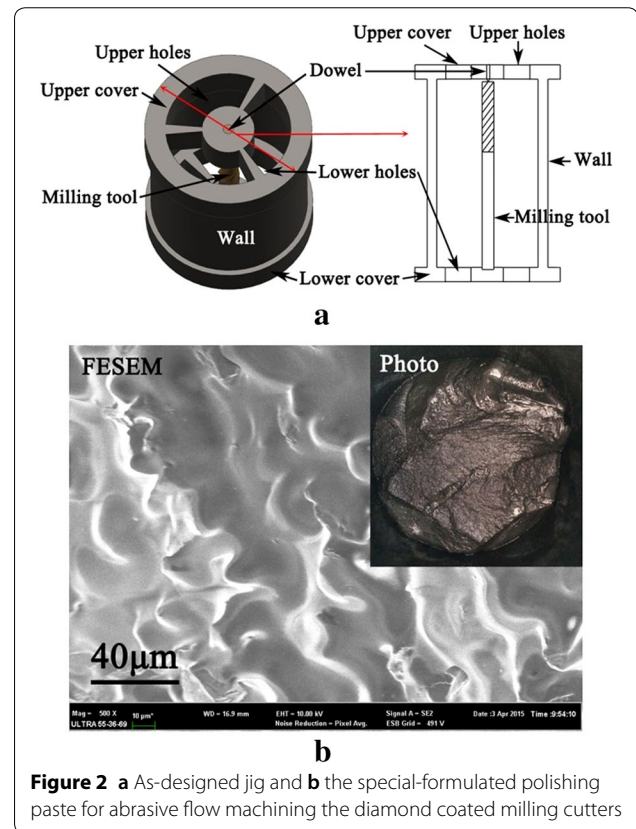 Upper cover Upper holes
Upper holes
Dowel
Upper cover
Lower holes
Wall
Milling tool
Milling tool
Wall
Lower cover
a
FESEM
Photo
40μm
Mag = 500 X 10 μm* WD = 16.9 mm EHT = 10.00 kV Signal A = SE2 Date :3 Apr 2015 Time :9:54:10
ULTRA 55-36-69 Noise Reduction = Pixel Avg. ESB Grid = 491 V
b
Figure 2 a As-designed jig and b the special-formulated polishing
paste for abrasive flow machining the diamond coated milling cutters